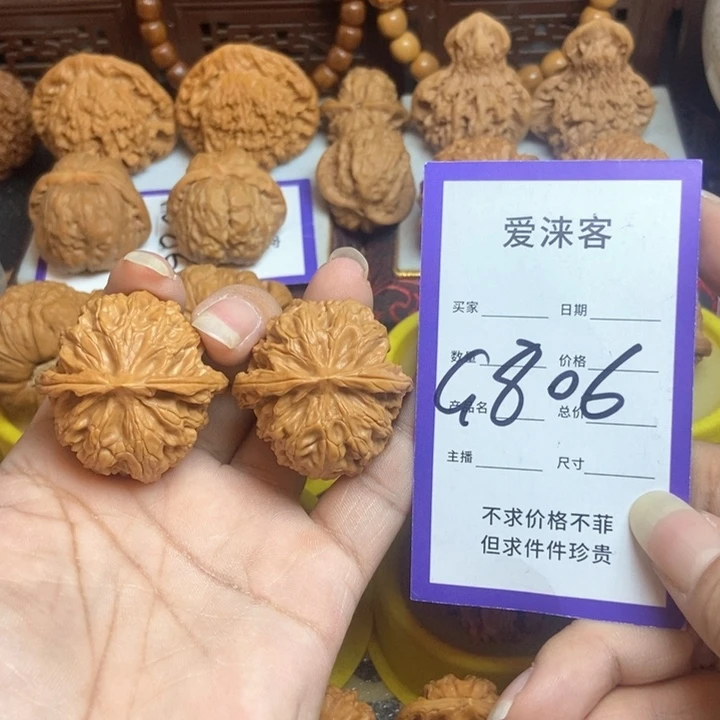 爱涞客
买家 日期
数量 价格
G806
产品名 总价
主播 尺寸
不求价格不菲
但求件件珍贵